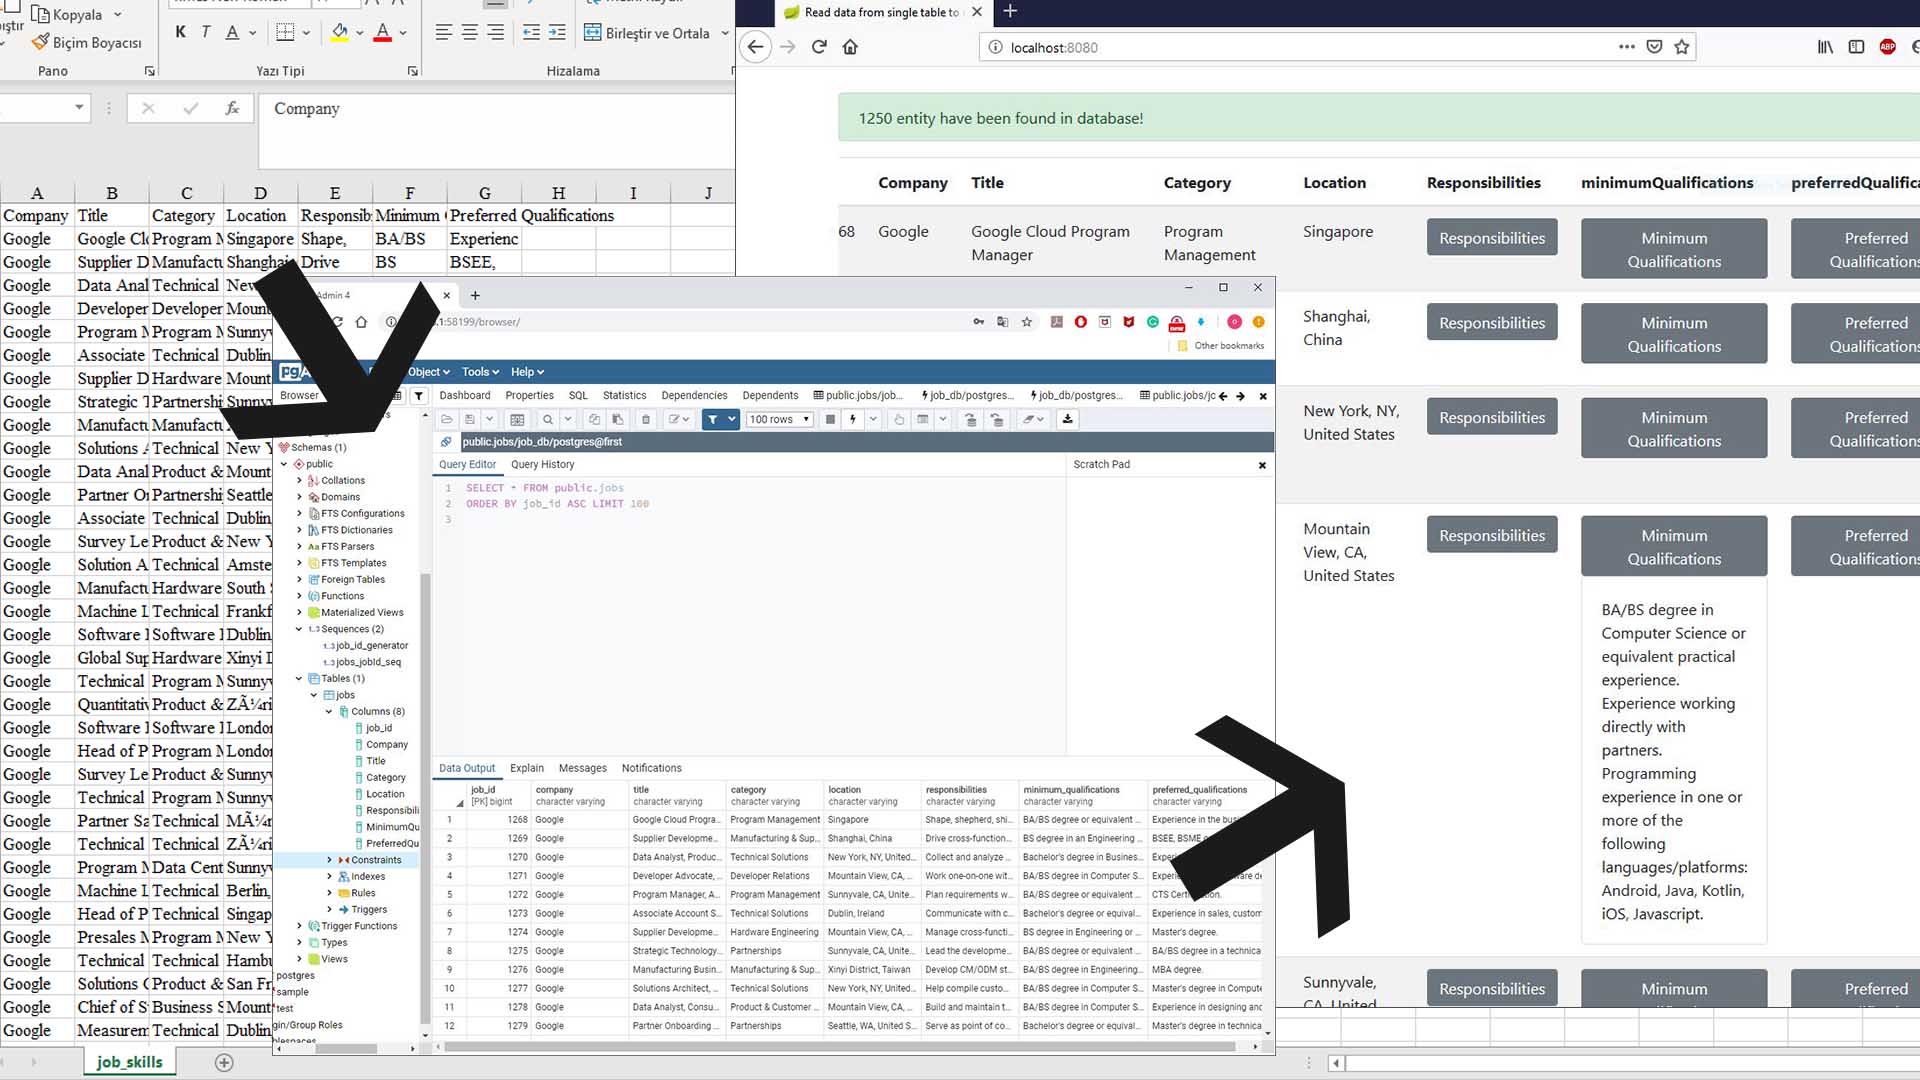 Kopyala
Biçim Boyacısı
Pano
K T A
Yazı Tipi
Birleştir ve Ortala
Hizalama
fx
Company
A B C D E F G H I J
Company Title Category Location Responsib Minimum Preferred Qualifications
Google Google Clo Program M Singapore Shape, BA/BS Experienc
Google Supplier D Manufactu Shanghai Drive BS BSEE,
Google Data Anal Technical New
Google Developer Developer Mount
Google Program M Program M Sunnyv
Google Associate Technical Dublin,
Google Supplier D Hardware Mount
Google Strategic T Partnershi Sunnyv
Google Manufactu Manufactu
Google Solutions A Technical New Y
Google Data Anal Product & Mount
Google Partner On Partnershi Seattle
Google Associate Technical Dublin,
Google Survey Le Product & New Y
Google Solution A Technical Amste
Google Manufactu Hardware South S
Google Machine L Technical Frankf
Google Software I Software I Dublin,
Google Global Sup Hardware Xinyi D
Google Technical Program M Sunnyv
Google Quantitativ Product & ZÃ¼ri
Google Software I Software I London
Google Head of P Program M London
Google Survey Le Product & Sunnyv
Google Technical Program M Sunnyv
Google Partner Sa Technical MÃ¼
Google Technical Technical ZÃ¼ri
Google Program M Data Cent Sunnyv
Google Machine L Technical Berlin,
Google Head of P Technical Singap
Google Presales M Program M New Y
Google Technical Technical Hambu
Google Solutions C Product & San Fr
Google Chief of S Business S Mount
Google Measurem Technical Dublin
job_skills
Read data from single table to
localhost:8080
ABP
1250 entity have been found in database!
Company Title Category Location Responsibilities minimumQualifications preferredQualifica
68 Google Google Cloud Program Manager Program Management Singapore Responsibilities Minimum Qualifications Preferred Qualifications
Shanghai, China Responsibilities Minimum Qualifications Preferred Qualifications
New York, NY, United States Responsibilities Minimum Qualifications Preferred Qualifications
Mountain View, CA, United States Responsibilities Minimum Qualifications Preferred Qualifications
BA/BS degree in
Computer Science or
equivalent practical
experience.
Experience working
directly with
partners.
Programming
experience in one or
more of the
following
languages/platforms:
Android, Java, Kotlin,
iOS, Javascript.
Sunnyvale, CA, United Responsibilities Minimum Preferred
Admin 4
1:58199/browser/
Other bookmarks
pgA Object Tools Help
Browser
Dashboard Properties SQL Statistics Dependencies Dependents public.jobs/job... job_db/postgres... job_db/postgres... public.jobs/jc
100 rows
public.jobs/job_db/postgres@first
Query Editor Query History
Scratch Pad
1 SELECT * FROM public.jobs
2 ORDER BY job_id ASC LIMIT 100
3
Schemas (1)
public
Collations
Domains
FTS Configurations
FTS Dictionaries
Aa FTS Parsers
FTS Templates
Foreign Tables
Functions
Materialized Views
1..3 Sequences (2)
1..3 job_id_generator
1..3 jobs_jobId_seq
Tables (1)
jobs
Columns (8)
job_id
Company
Title
Category
Location
Responsibili
MinimumQu
PreferredQu
Constraints
Indexes
Rules
Triggers
Trigger Functions
Types
Views
postgres
sample
test
gin/Group Roles
blespaces
Data Output Explain Messages Notifications
job_id company title category location responsibilities minimum_qualifications preferred_qualifications
[PK] bigint character varying character varying character varying character varying character varying character varying character varying
1 1268 Google Google Cloud Progra... Program Management Singapore Shape, shepherd, shi... BA/BS degree or equivalent ... Experience in the busi
2 1269 Google Supplier Developme... Manufacturing & Sup... Shanghai, China Drive cross-function... BS degree in an Engineering ... BSEE, BSME
3 1270 Google Data Analyst, Produc... Technical Solutions New York, NY, United... Collect and analyze ... Bachelor's degree in Busines...
4 1271 Google Developer Advocate, ... Developer Relations Mountain View, CA, ... Work one-on-one wit... BA/BS degree in Computer S...
5 1272 Google Program Manager, A... Program Management Sunnyvale, CA, Unite... Plan requirements w... BA/BS degree or equivalent ... CTS
6 1273 Google Associate Account S... Technical Solutions Dublin, Ireland Communicate with c... Bachelor's degree or equival... Experience in sales, custom
7 1274 Google Supplier Developme... Hardware Engineering Mountain View, CA, ... Manage cross-functi... BS degree in Engineering or ... Master's degree.
8 1275 Google Strategic Technology... Partnerships Sunnyvale, CA, Unite... Lead the developme... BA/BS degree or equivalent ... BA/BS degree in a technica
9 1276 Google Manufacturing Busin... Manufacturing & Sup... Xinyi District, Taiwan Develop CM/ODM st... BA/BS degree in Engineering... MBA degree.
10 1277 Google Solutions Architect, ... Technical Solutions New York, NY, United... Help compile custo... BA/BS degree in Computer S... Master's degree in Compute
11 1278 Google Data Analyst, Consu... Product & Customer ... Mountain View, CA, ... Build and maintain t... BA/BS degree in Computer S... Experience in designing anc
12 1279 Google Partner Onboarding ... Partnerships Seattle, WA, United S... Serve as point of co... Bachelor's degree or equival... Master's degree in technica